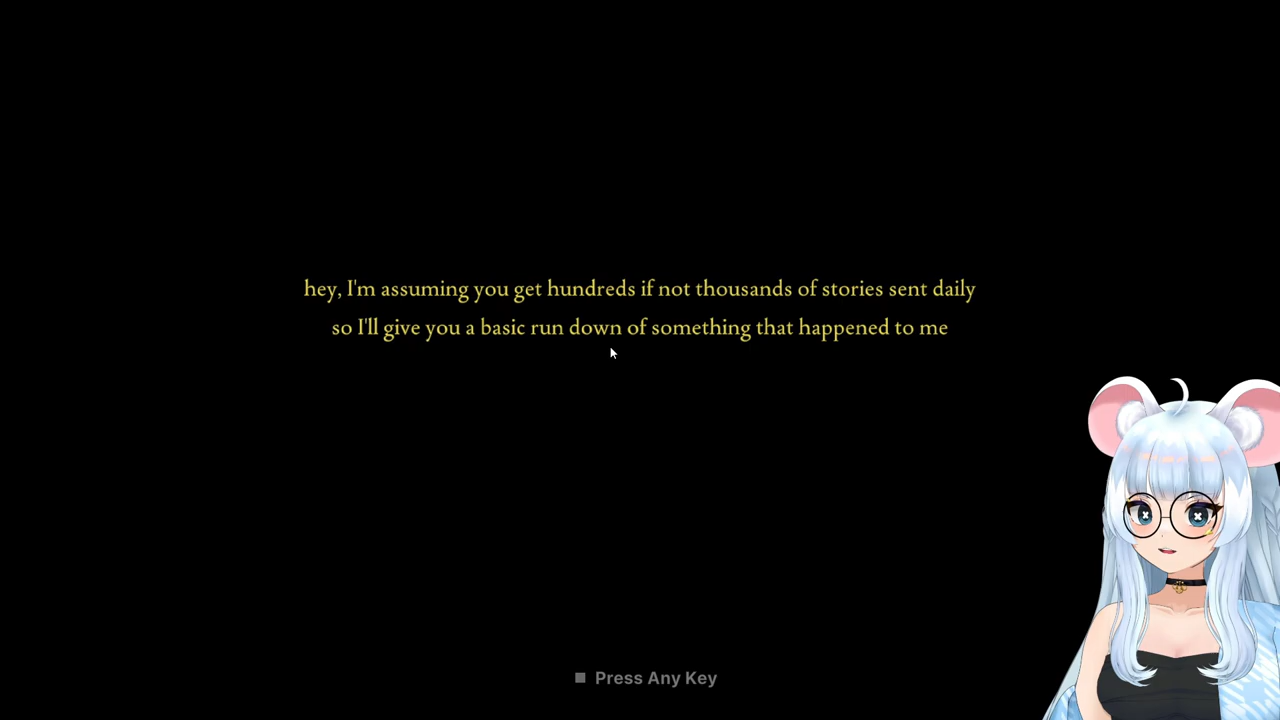 hey, I'm assuming you get hundreds if not thousands of stories sent daily
so I'll give you a basic run down of something that happened to me
Press Any Key